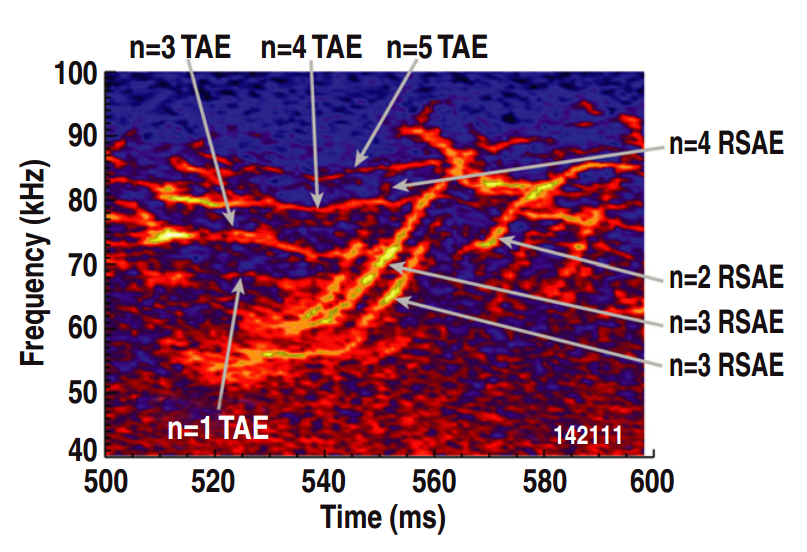 n=3 TAE n=4 TAE n=5 TAE
100
90
n=4 RSAE
80
70
n=2 RSAE
n=3 RSAE
60
n=3 RSAE
50
n=1 TAE
142111
40
Frequency (kHz)
500 520 540 560 580 600
Time (ms)